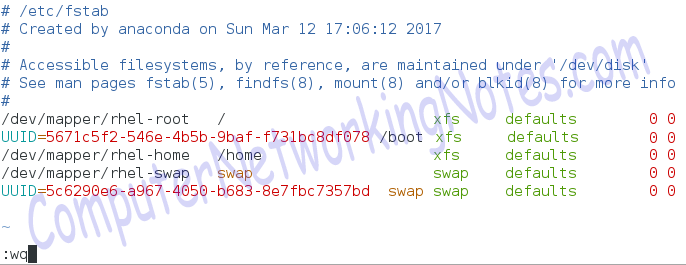 # /etc/fstab
# Created by anaconda on Sun Mar 12 17:06:12 2017
#
# Accessible filesystems, by reference, are maintained under '/dev/disk'
# See man pages fstab(5), findfs(8), mount(8) and/or blkid(8) for more info
#
/dev/mapper/rhel-root / xfs defaults 0 0
UUID=5671c5f2-546e-4b5b-9baf-f731bc8df078 /boot xfs defaults 0 0
/dev/mapper/rhel-home /home xfs defaults 0 0
/dev/mapper/rhel-swap swap swap defaults 0 0
UUID=5c6290e6-a967-4050-b683-8e7fbc7357bd swap swap defaults 0 0
~
:wq
ComputerNetworkingNotes.com